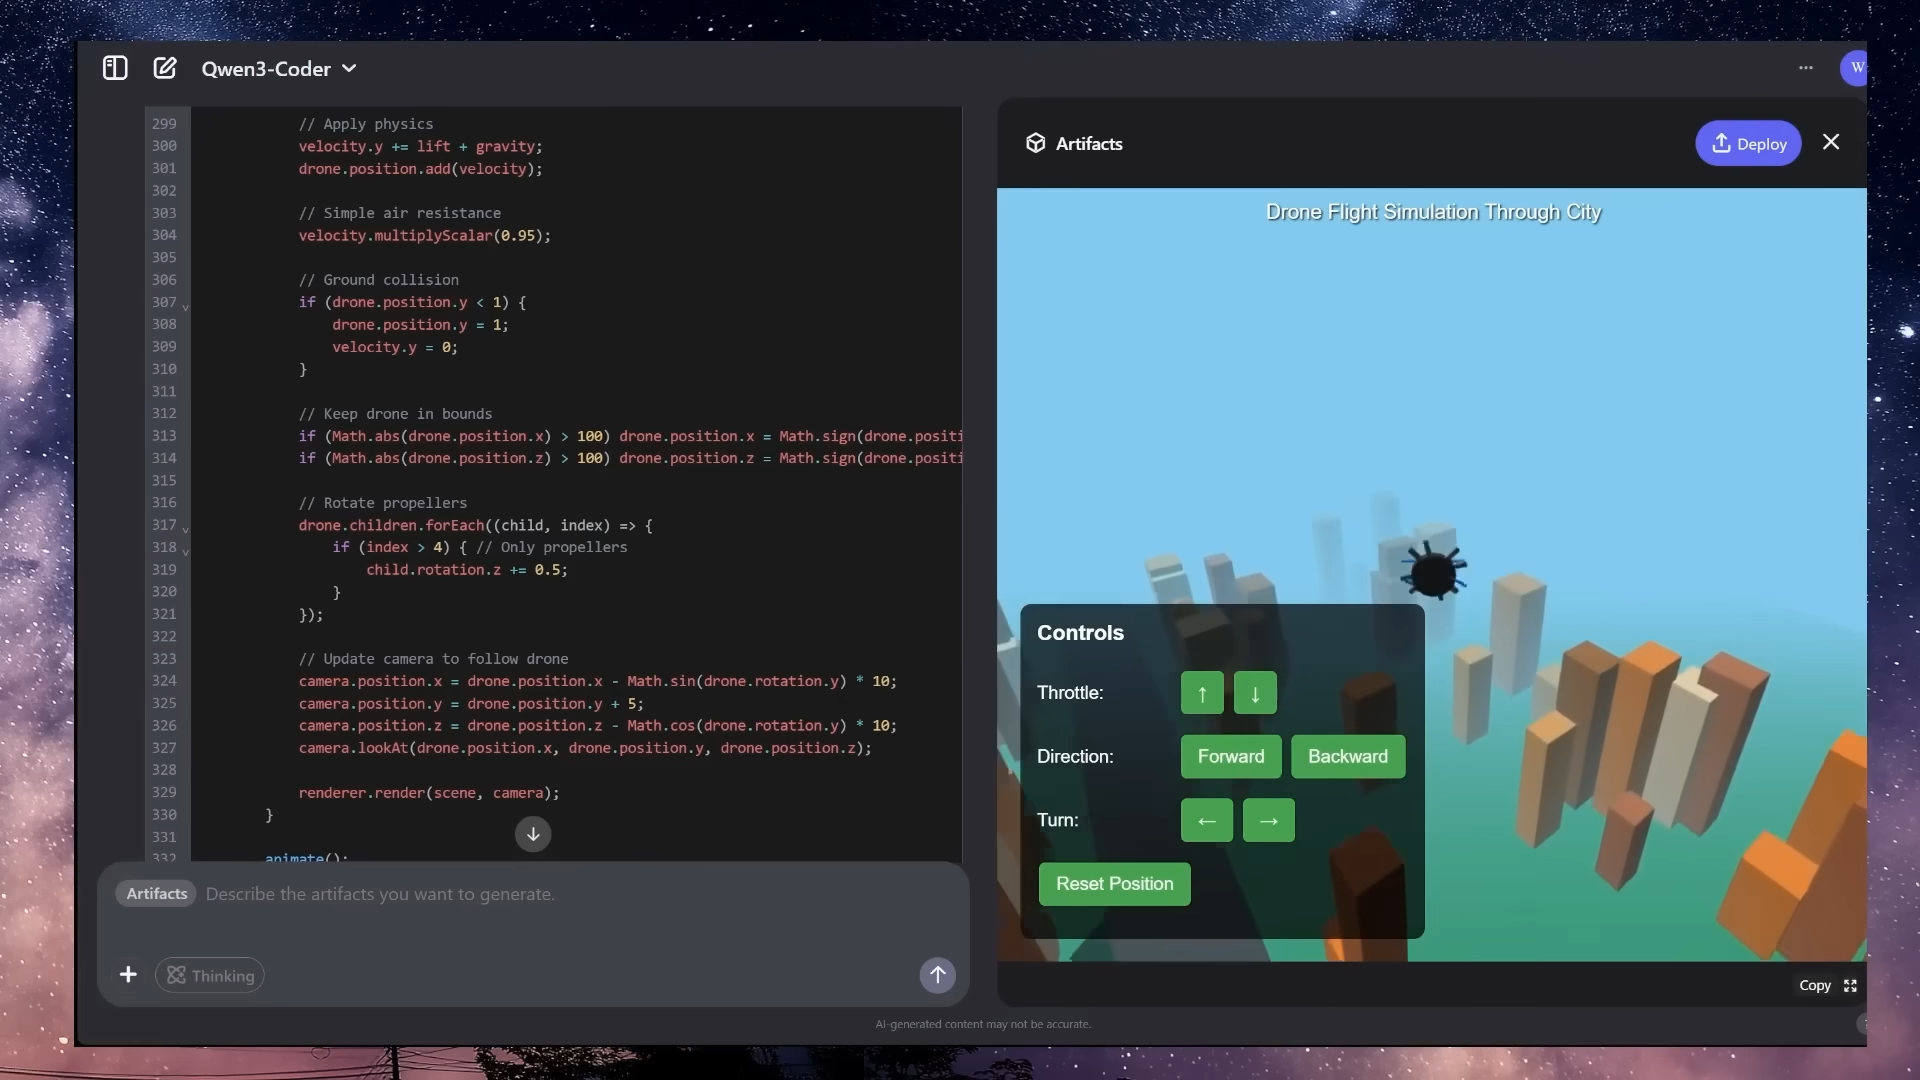 Qwen3-Coder
W
299 // Apply physics
300 velocity.y += lift + gravity;
301 drone.position.add(velocity);
302
303 // Simple air resistance
304 velocity.multiplyScalar(0.95);
305
306 // Ground collision
307 if (drone.position.y < 1) {
308 drone.position.y = 1;
309 velocity.y = 0;
310 }
311
312 // Keep drone in bounds
313 if (Math.abs(drone.position.x) > 100) drone.position.x = Math.sign(drone.positi
314 if (Math.abs(drone.position.z) > 100) drone.position.z = Math.sign(drone.positi
315
316 // Rotate propellers
317 drone.children.forEach((child, index) => {
318 if (index > 4) { // Only propellers
319 child.rotation.z += 0.5;
320 }
321 });
322
323 // Update camera to follow drone
324 camera.position.x = drone.position.x - Math.sin(drone.rotation.y) * 10;
325 camera.position.y = drone.position.y + 5;
326 camera.position.z = drone.position.z - Math.cos(drone.rotation.y) * 10;
327 camera.lookAt(drone.position.x, drone.position.y, drone.position.z);
328
329 renderer.render(scene, camera);
330 }
331
332 animate();
Artifacts Describe the artifacts you want to generate.
Thinking
Artifacts
Deploy
Drone Flight Simulation Through City
Controls
Throttle: ↑ ↓
Direction: Forward Backward
Turn: ← →
Reset Position
Copy
AI-generated content may not be accurate.